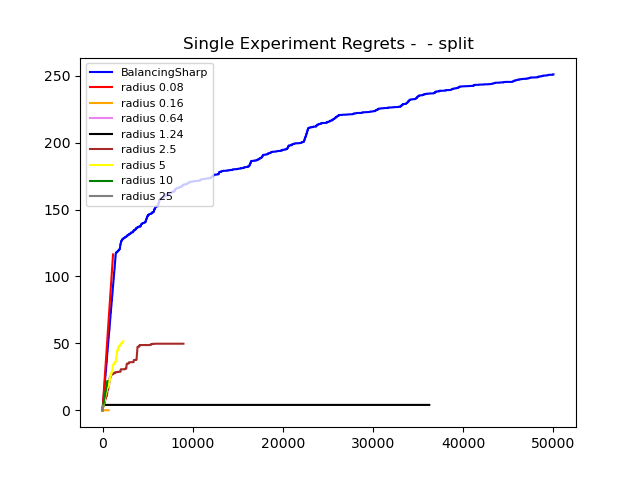 Single Experiment Regrets -  - split
BalancingSharp
radius 0.08
radius 0.16
radius 0.64
radius 1.24
radius 2.5
radius 5
radius 10
radius 25
250
200
150
100
50
0
0 10000 20000 30000 40000 50000